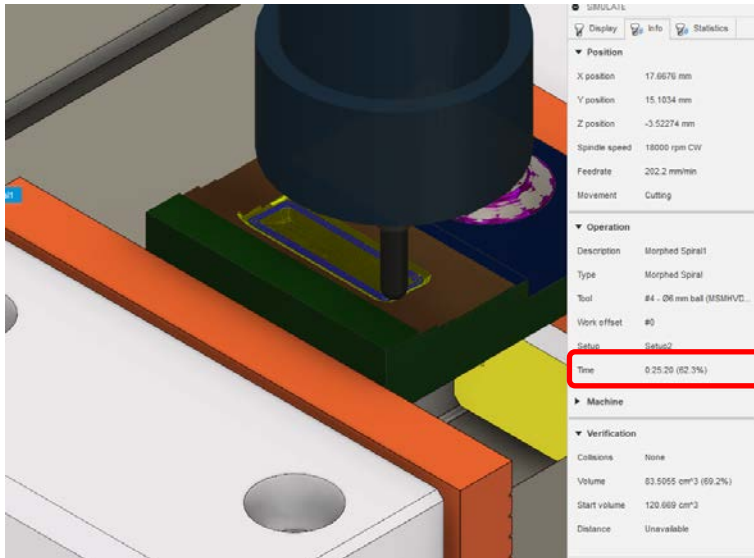 SIMULATE
Display Info Statistics
Position
X position 17.6676 mm
Y position 15.1034 mm
Z position -3.52274 mm
Spindle speed 18000 rpm CW
Feedrate 202.2 mm/min
Movement Cutting
Operation
Description Morphed Spiral1
Type Morphed Spiral
Tool #4 - Ø6 mm ball (MSMHVD...
Work offset #0
Setup Setup2
Time 0:25:20 (62.3%)
Machine
Verification
Collisions None
Volume 83.5055 cm^3 (69.2%)
Start volume 120.669 cm^3
Distance Unavailable